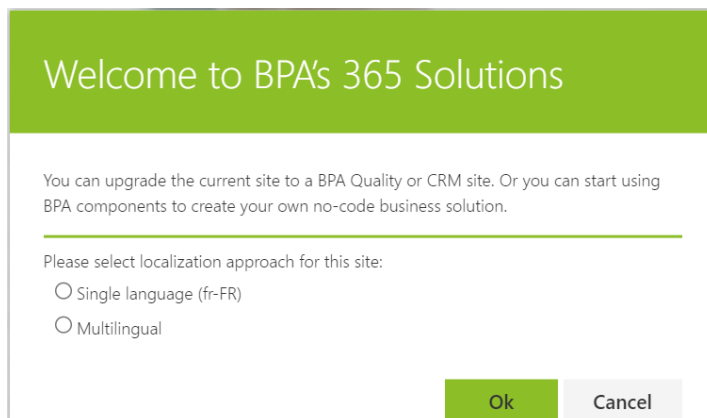 Welcome to BPA's 365 Solutions
You can upgrade the current site to a BPA Quality or CRM site. Or you can start using
BPA components to create your own no-code business solution.
Please select localization approach for this site:
Single language (fr-FR)
Multilingual
Ok Cancel